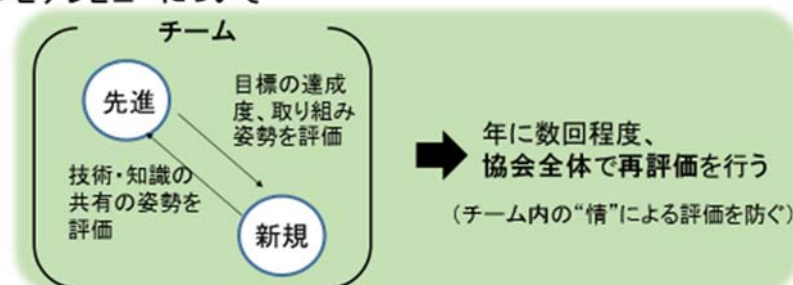 チーム
先進
目標の達成
度、取り組み
姿勢を評価
技術・知識の
共有の姿勢を
評価
新規
年に数回程度、
協会全体で再評価を行う
(チーム内の“情”による評価を防ぐ)